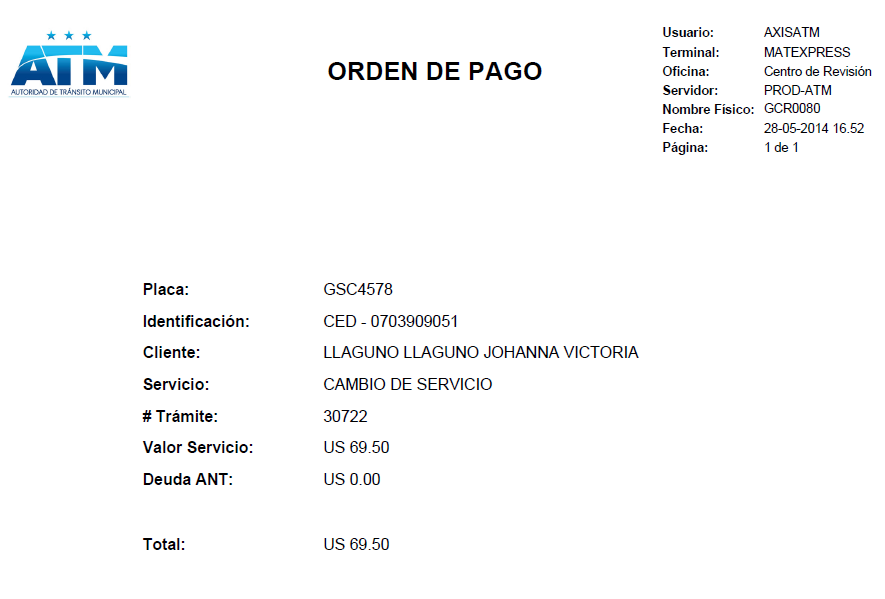 ATM
AUTORIDAD DE TRÁNSITO MUNICIPAL
ORDEN DE PAGO
Usuario: AXISATM
Terminal: MATEXPRESS
Oficina: Centro de Revisión
Servidor: PROD-ATM
Nombre Físico: GCR0080
Fecha: 28-05-2014 16.52
Página: 1 de 1
Placa: GSC4578
Identificación: CED - 0703909051
Cliente: LLAGUNO LLAGUNO JOHANNA VICTORIA
Servicio: CAMBIO DE SERVICIO
# Trámite: 30722
Valor Servicio: US 69.50
Deuda ANT: US 0.00
Total: US 69.50